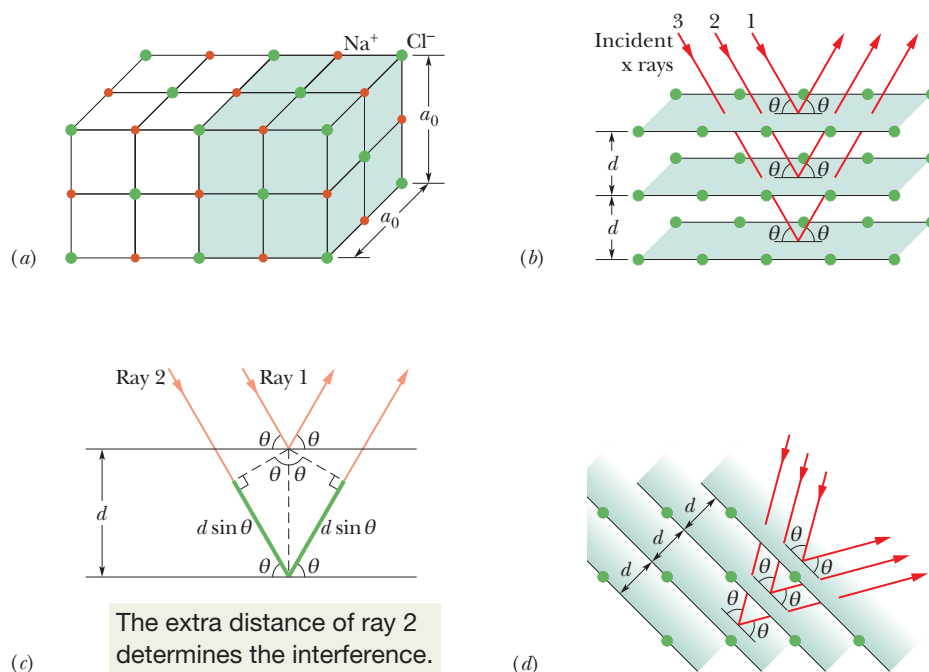 Na⁺ Cl⁻
a₀
a₀
(a)
3 2 1
Incident
x rays
θ θ
d
θ θ
d
θ θ
(b)
Ray 2 Ray 1
θ θ
θ θ
d
d sin θ d sin θ
θ θ
The extra distance of ray 2
determines the interference.
(c)
d
d
θ
θ
θ
θ
θ
θ
(d)